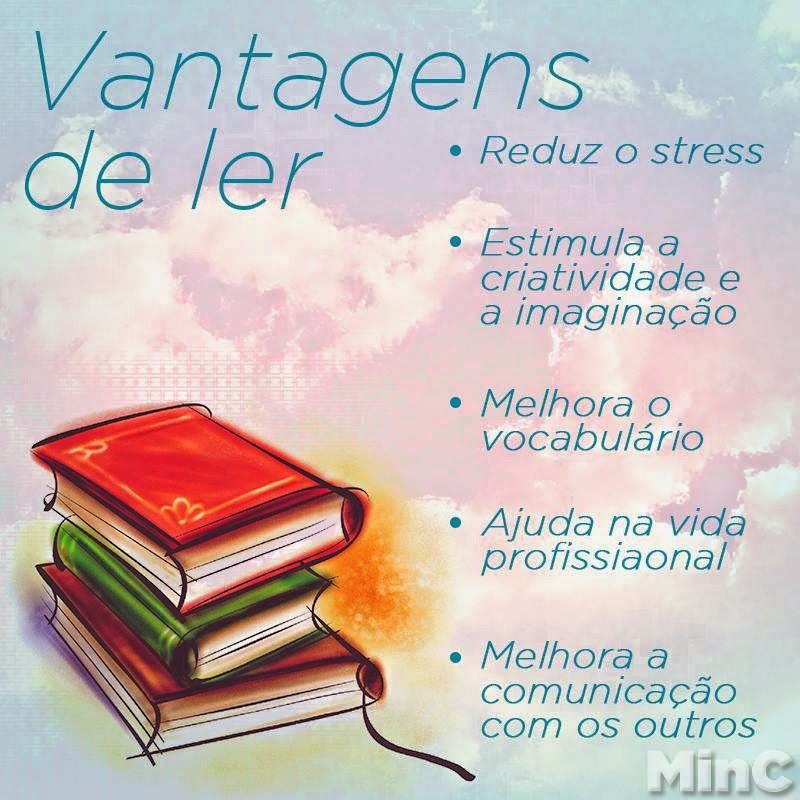 Vantagens
de ler
• Reduz o stress
• Estimula a
criatividade e
a imaginação
• Melhora o
vocabulário
• Ajuda na vida
profissiaonal
• Melhora a
comunicação
com os outros
MinC